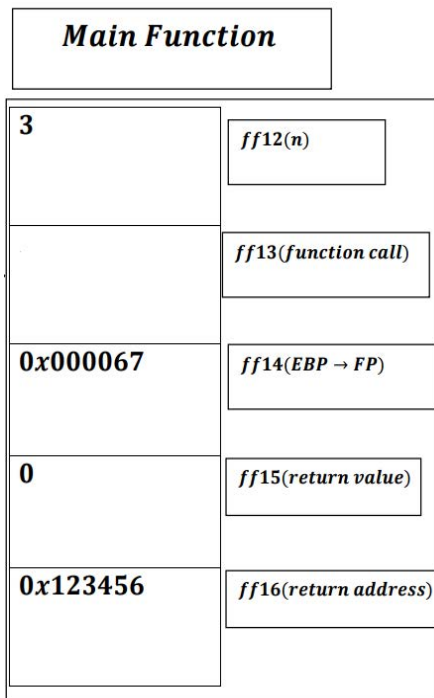 Main Function
3
ff12(n)
ff13(function call)
0x000067
ff14(EBP → FP)
0
ff15(return value)
0x123456
ff16(return address)